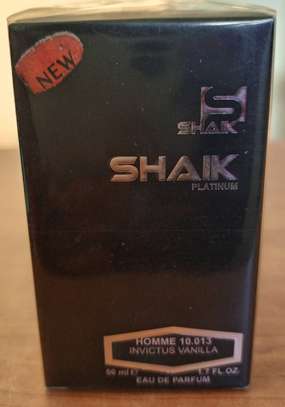 NEW
S
SHAIK
SHAIK
PLATINUM
HOMME 10.013
INVICTUS VANILLA
50 ml e 1.7 FL.OZ.
EAU DE PARFUM